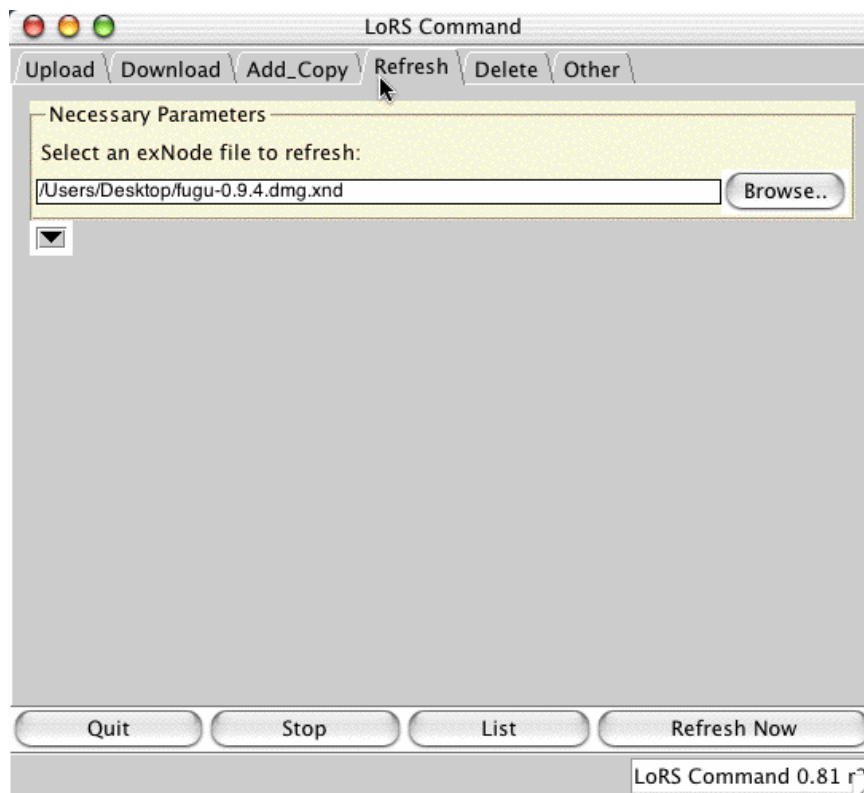 LoRS Command
Upload Download Add_Copy Refresh Delete Other
Necessary Parameters
Select an exNode file to refresh:
/Users/Desktop/fugu-0.9.4.dmg.xnd Browse..
Quit Stop List Refresh Now
LoRS Command 0.81